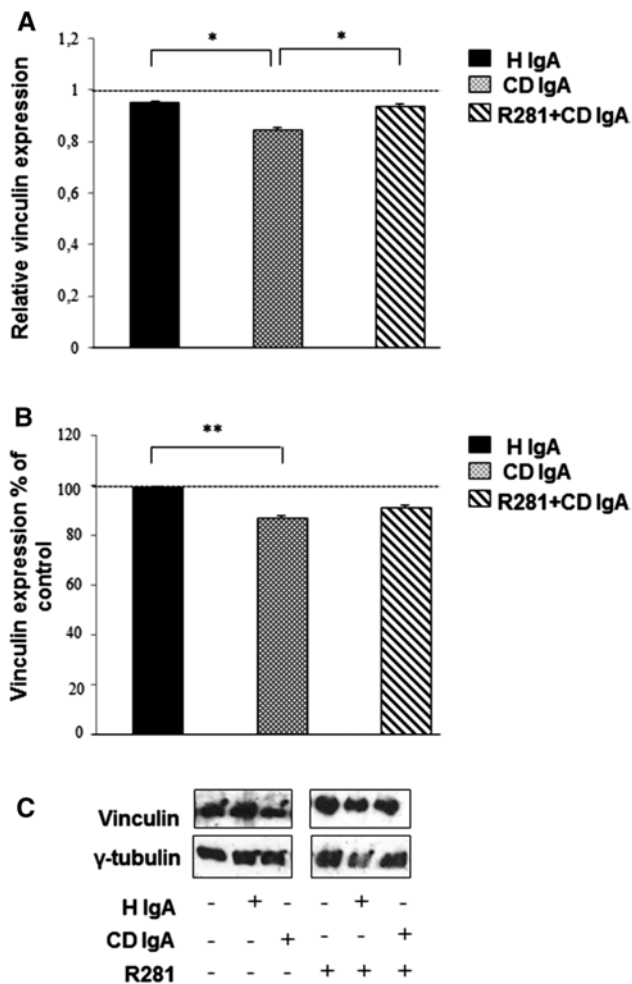 A
Relative vinculin expression
1,2
1
0,8
0,6
0,4
0,2
0
*
*
H IgA
CD IgA
R281+CD IgA
B
Vinculin expression % of
control
120
100
80
60
40
20
0
**
H IgA
CD IgA
R281+CD IgA
C
Vinculin
γ-tubulin
H IgA - + - - + -
CD IgA - - + - - +
R281 - - - + + +